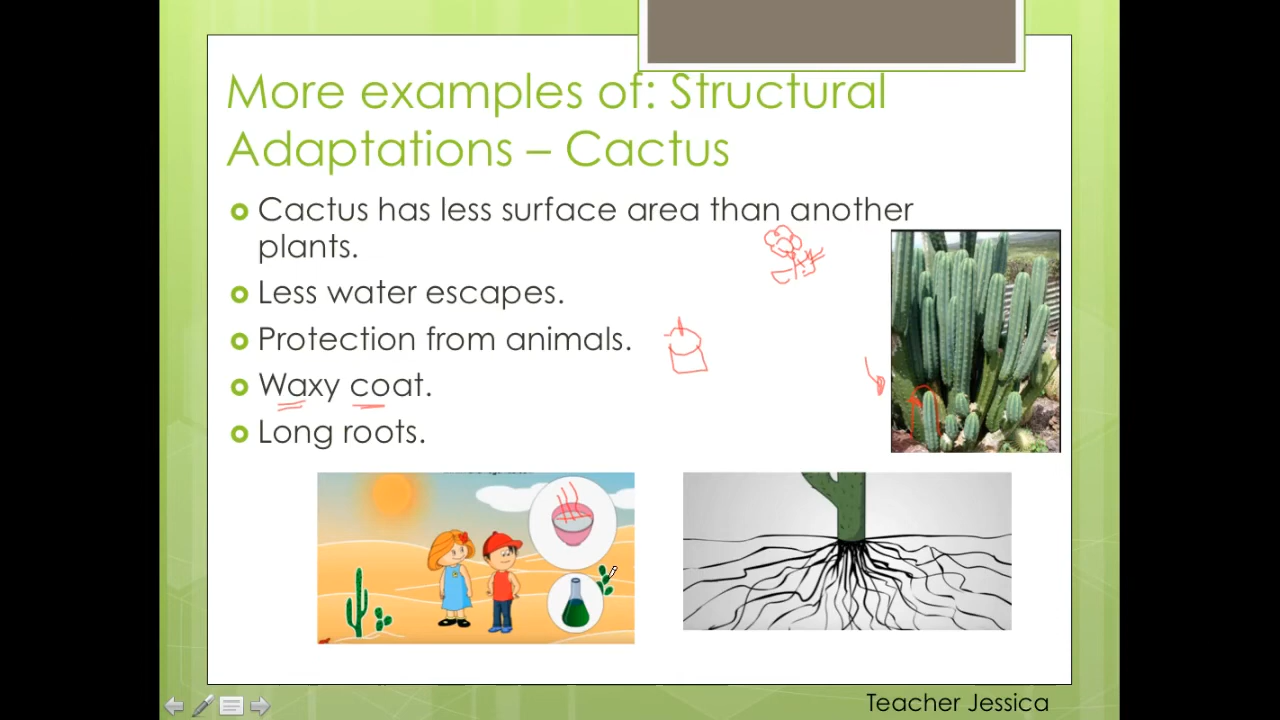 More examples of: Structural
Adaptations – Cactus
Cactus has less surface area than another
plants.
Less water escapes.
Protection from animals.
Waxy coat.
Long roots.
Teacher Jessica